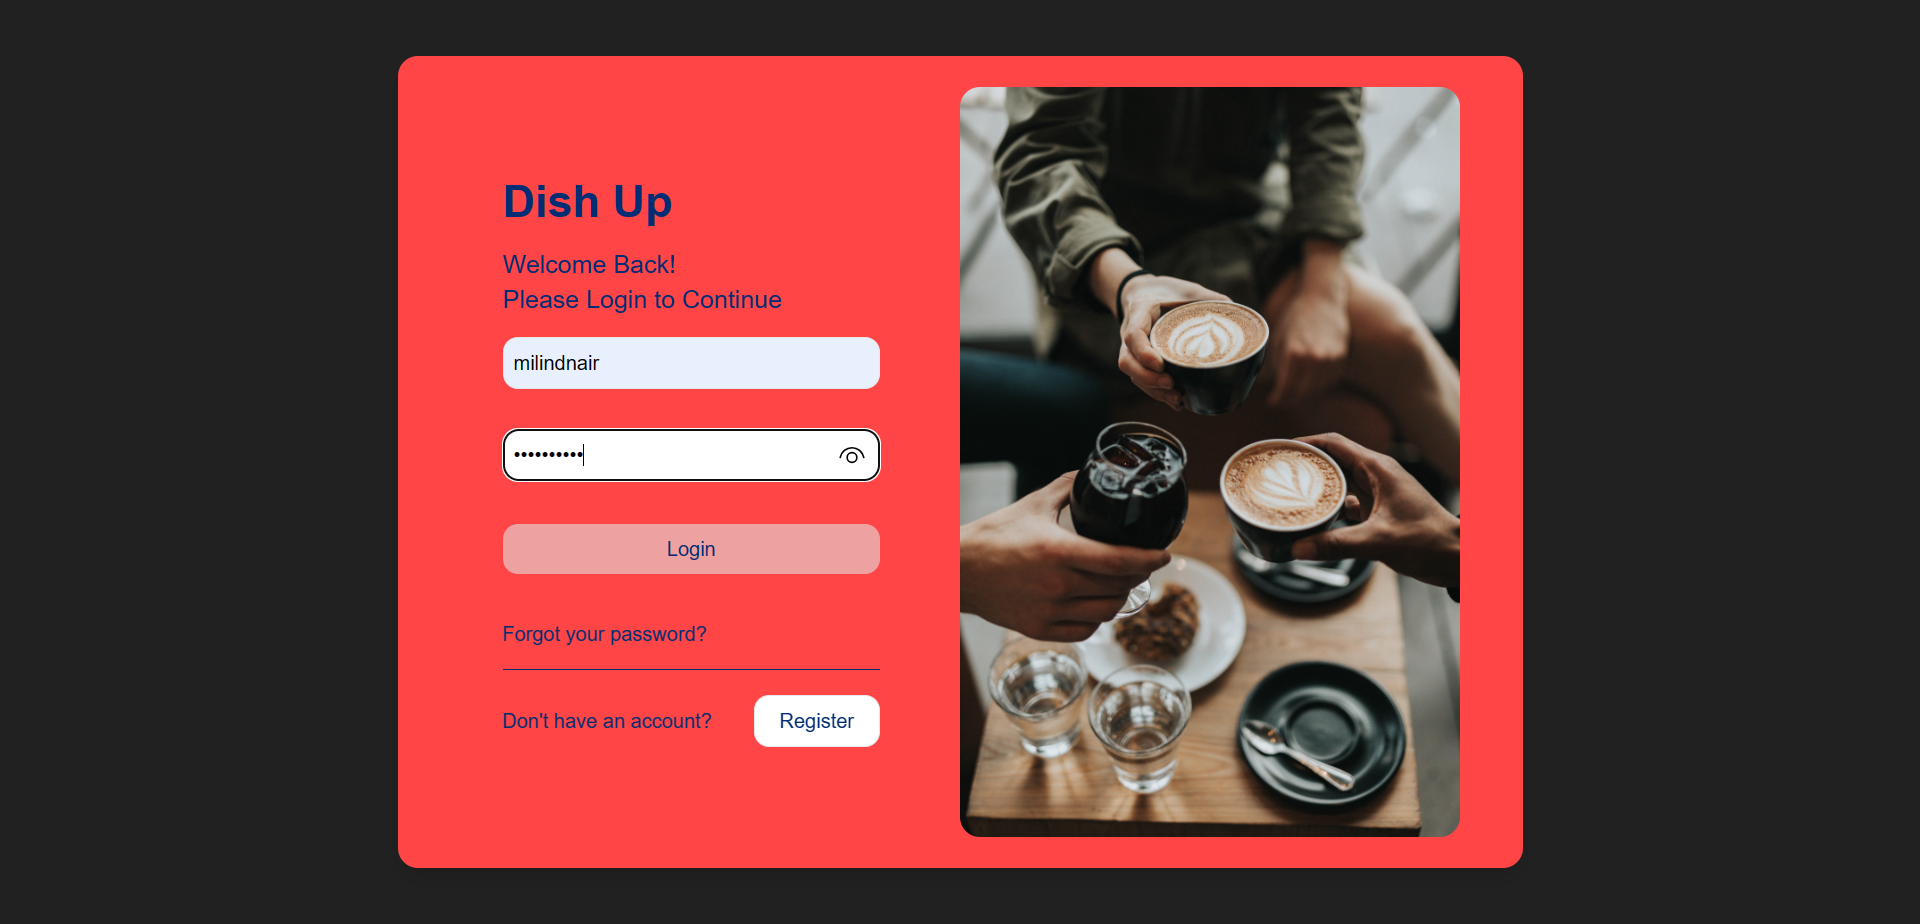 Dish Up
Welcome Back!
Please Login to Continue
milindnair
••••••••••
Login
Forgot your password?
Don't have an account?
Register